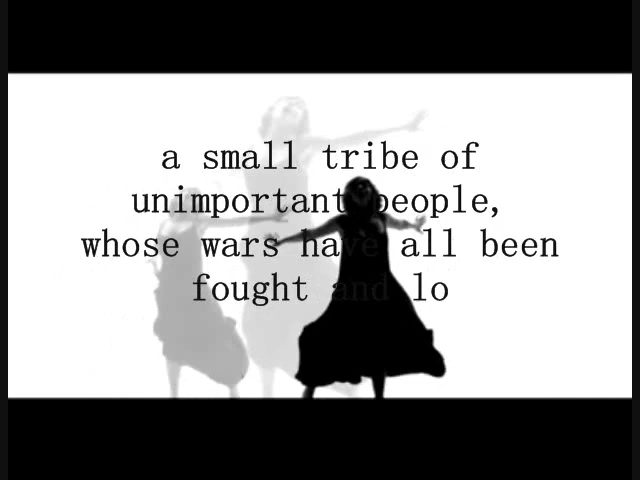 a small tribe of
unimportant people,
whose wars have all been
fought and lo